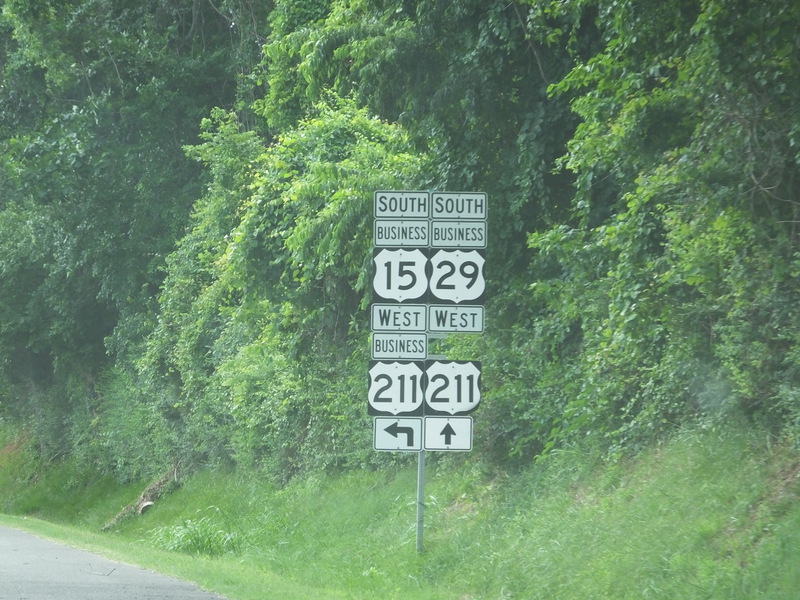 SOUTH SOUTH
BUSINESS BUSINESS
15 29
WEST WEST
BUSINESS
211 211